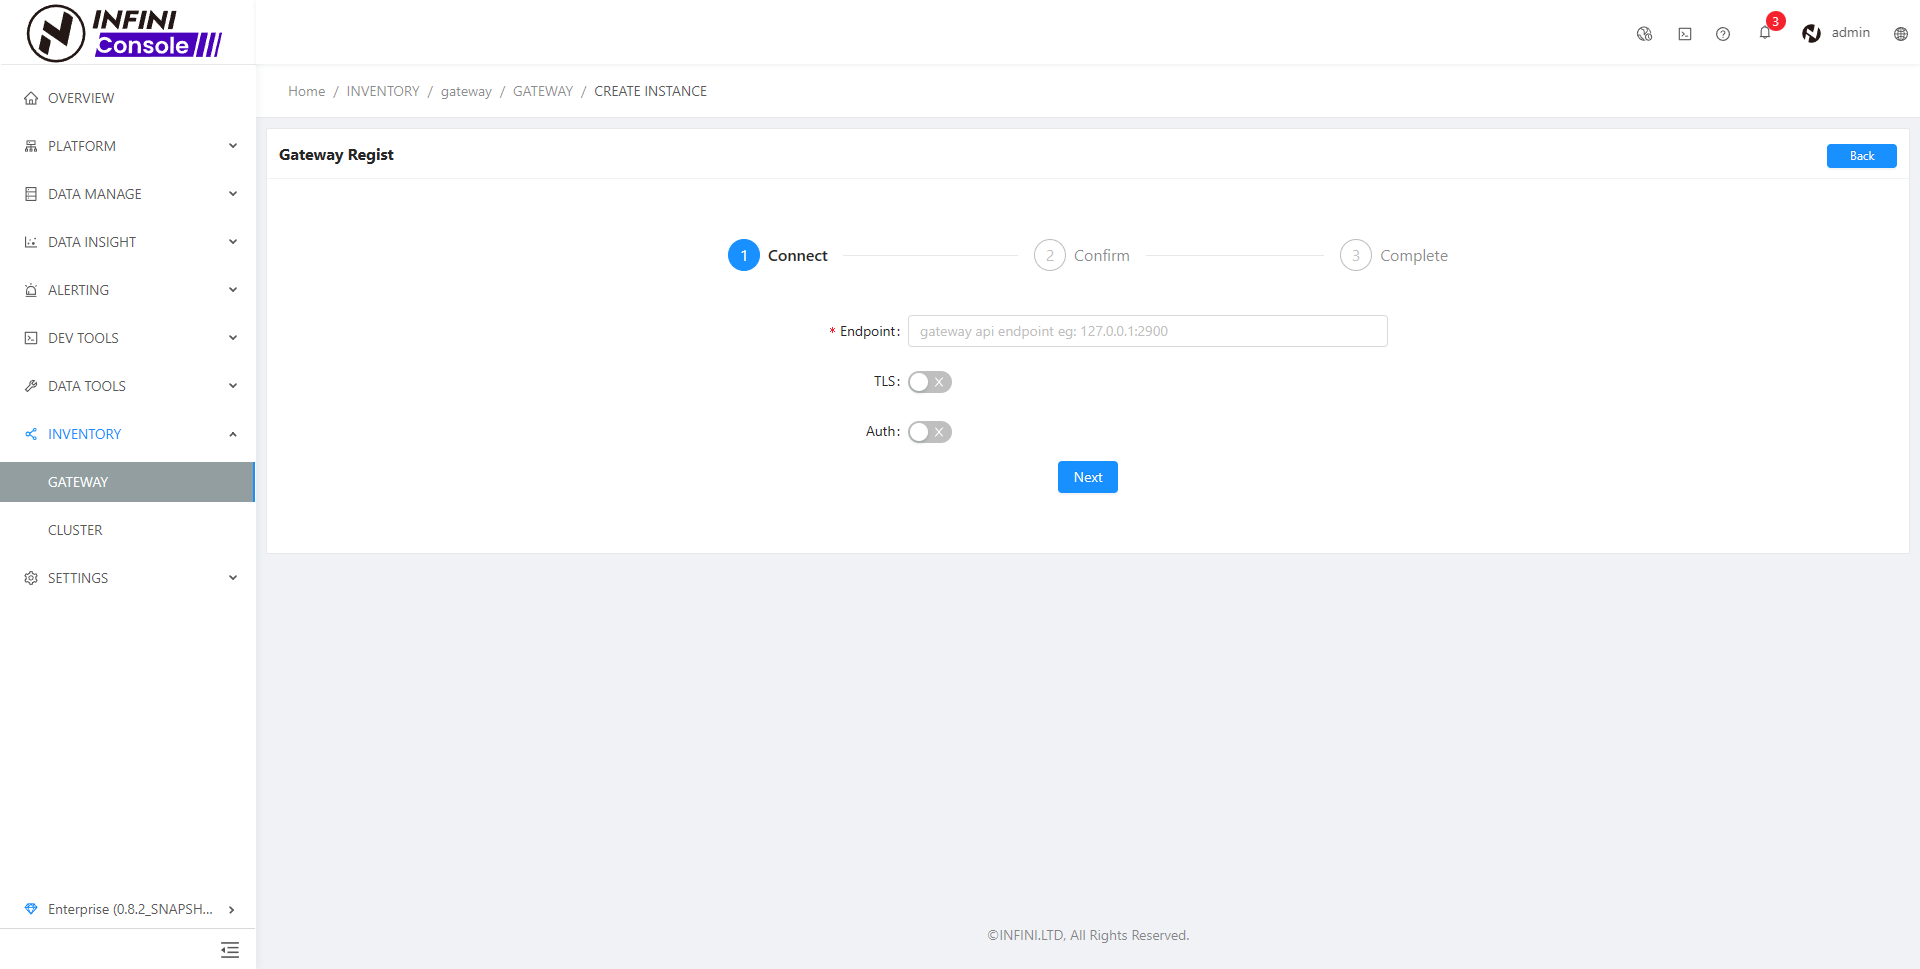 INFINI
Console
3
admin
OVERVIEW
PLATFORM
DATA MANAGE
DATA INSIGHT
ALERTING
DEV TOOLS
DATA TOOLS
INVENTORY
GATEWAY
CLUSTER
SETTINGS
Enterprise (0.8.2_SNAPSH...
Home / INVENTORY / gateway / GATEWAY / CREATE INSTANCE
Gateway Regist
Back
1 Connect
2 Confirm
3 Complete
* Endpoint: gateway api endpoint eg: 127.0.0.1:2900
TLS:
Auth:
Next
©INFINI.LTD, All Rights Reserved.